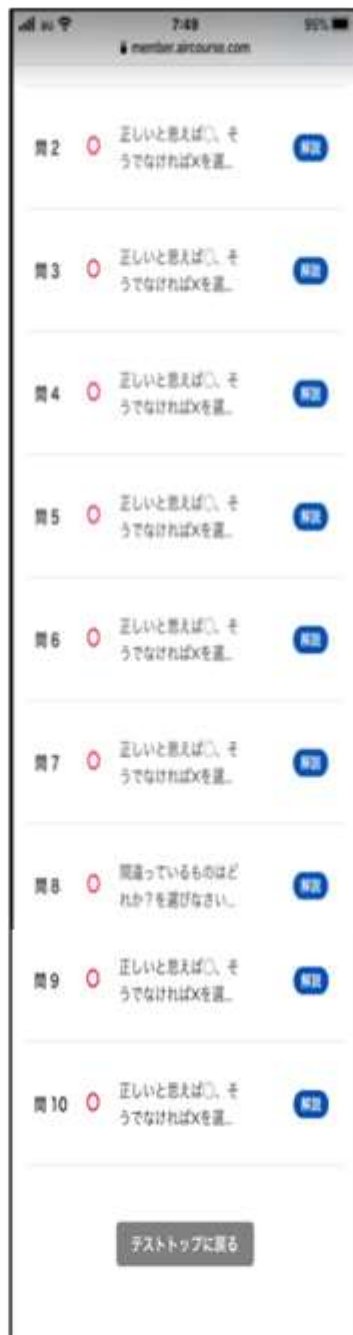 au 7:49 95%
member.aircourse.com
問2 ○ 正しいと思えば○、そ 解説
うでなければXを選...
問3 ○ 正しいと思えば○、そ 解説
うでなければXを選...
問4 ○ 正しいと思えば○、そ 解説
うでなければXを選...
問5 ○ 正しいと思えば○、そ 解説
うでなければXを選...
問6 ○ 正しいと思えば○、そ 解説
うでなければXを選...
問7 ○ 正しいと思えば○、そ 解説
うでなければXを選...
問8 ○ 間違っているものはど 解説
れか？を選びなさい...
問9 ○ 正しいと思えば○、そ 解説
うでなければXを選...
問10 ○ 正しいと思えば○、そ 解説
うでなければXを選...
テストトップに戻る